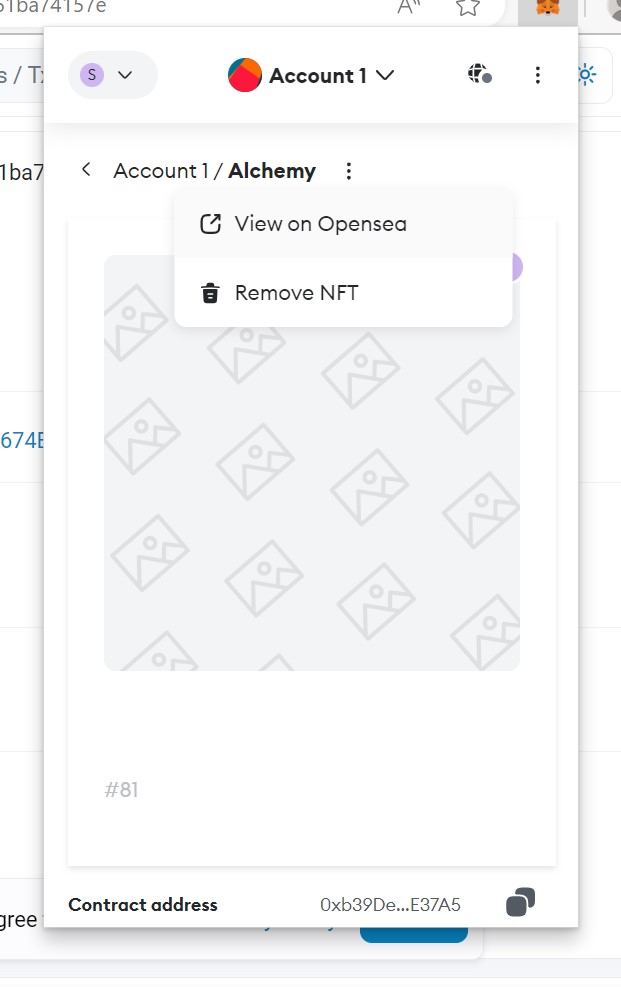 51ba74157e
S
Account 1
s / Tx
1ba7
Account 1 / Alchemy
View on Opensea
Remove NFT
674E
#81
Contract address 0xb39De...E37A5
gree